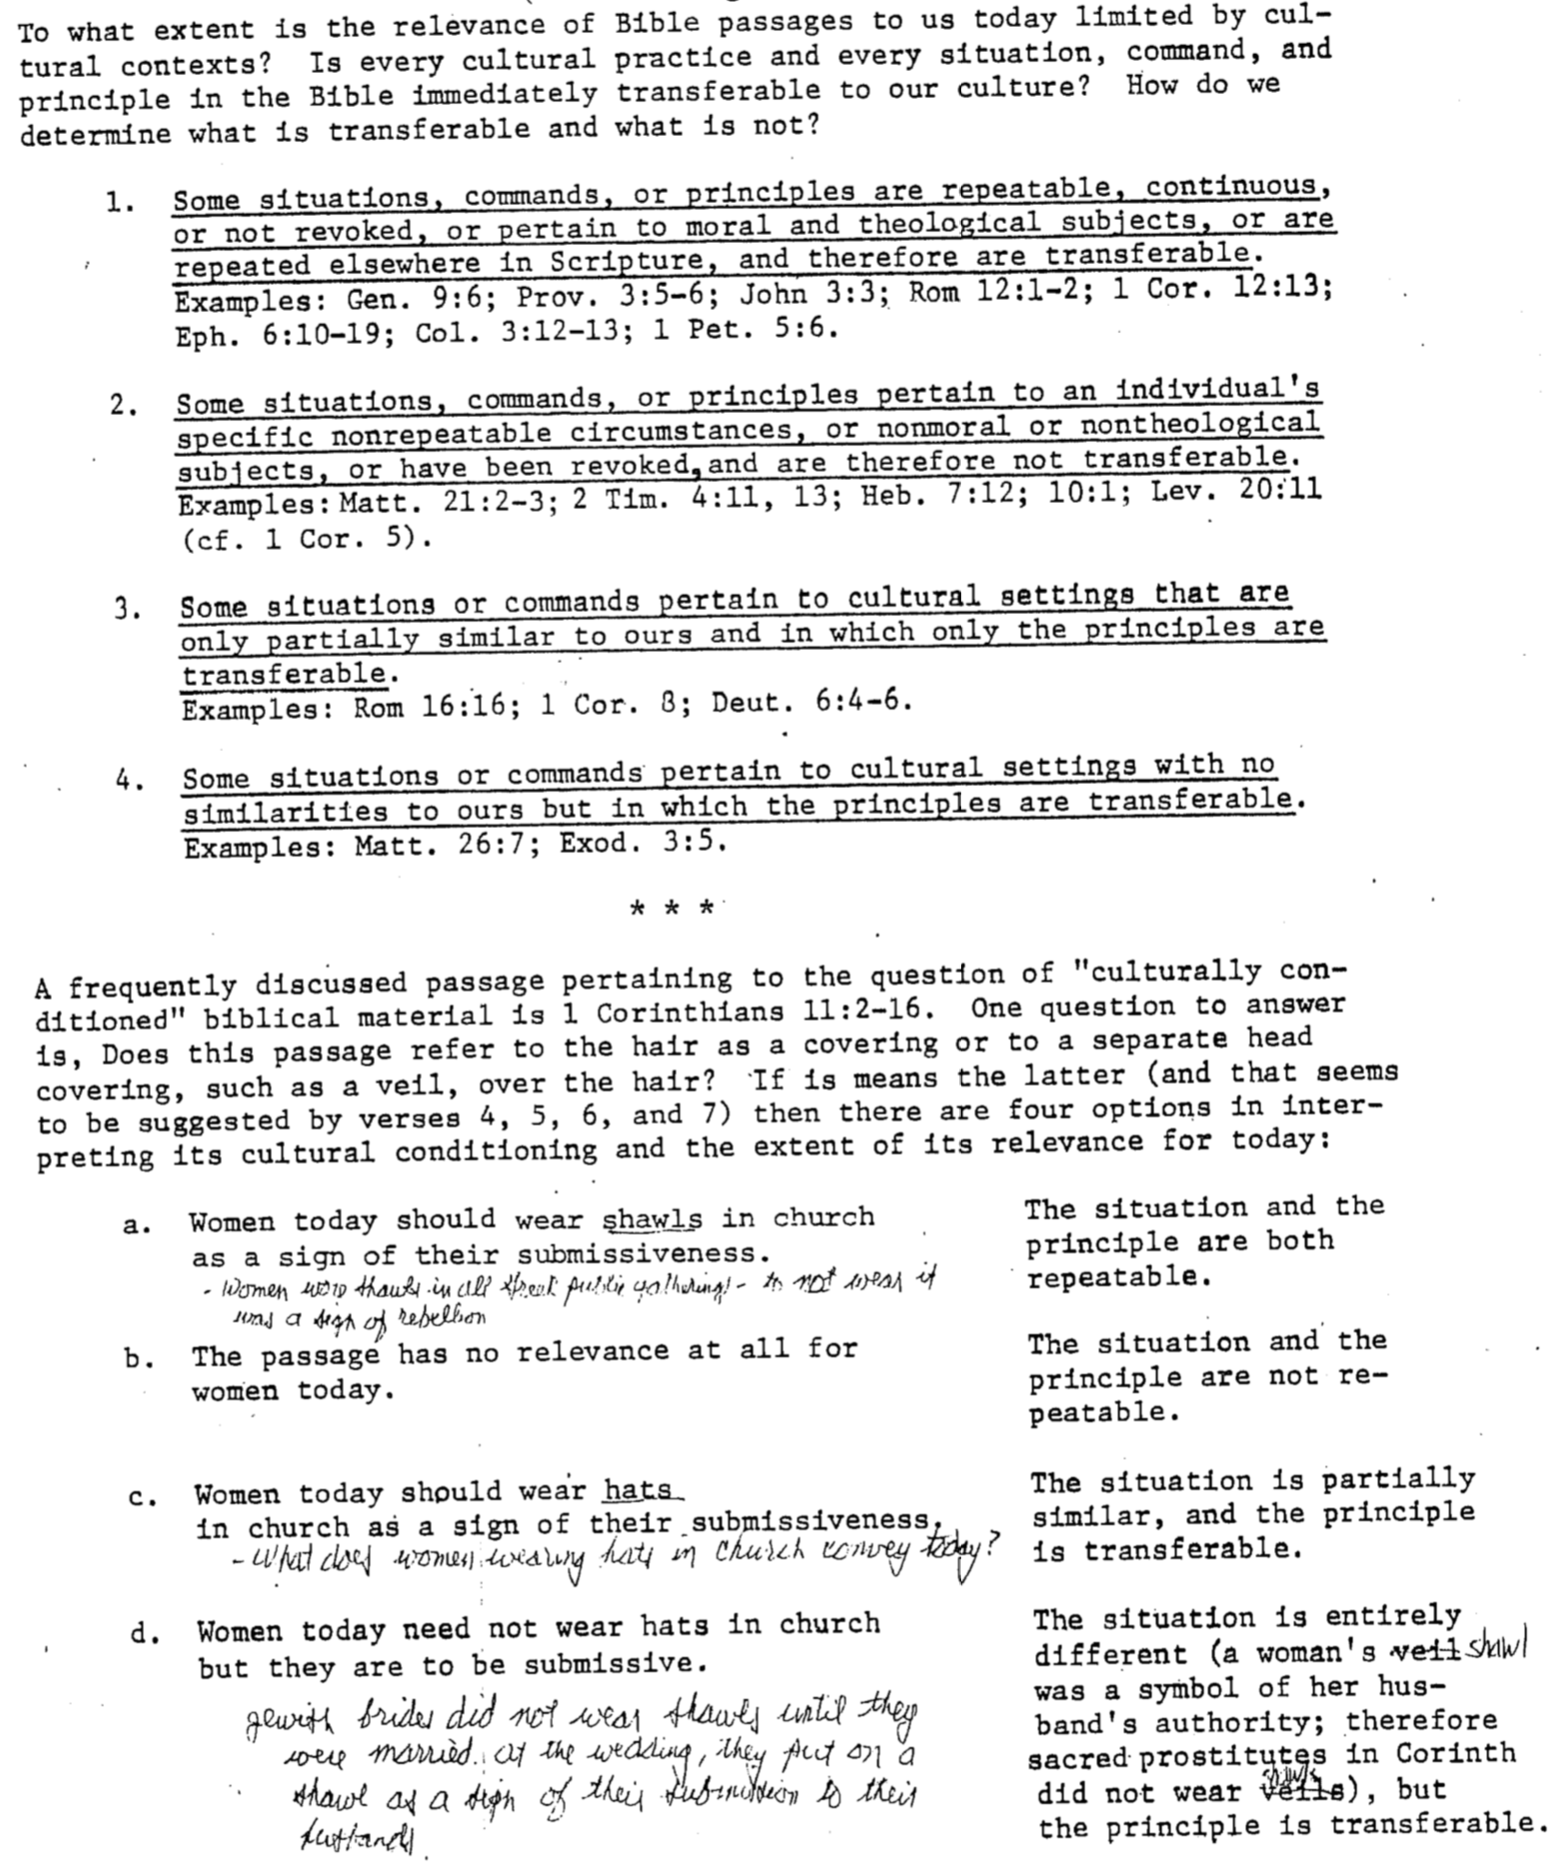 To what extent is the relevance of Bible passages to us today limited by cul-
tural contexts? Is every cultural practice and every situation, command, and
principle in the Bible immediately transferable to our culture? How do we
determine what is transferable and what is not?
1. Some situations, commands, or principles are repeatable, continuous,
or not revoked, or pertain to moral and theological subjects, or are
repeated elsewhere in Scripture, and therefore are transferable.
Examples: Gen. 9:6; Prov. 3:5-6; John 3:3; Rom 12:1-2; 1 Cor. 12:13;
Eph. 6:10-19; Col. 3:12-13; 1 Pet. 5:6.
2. Some situations, commands, or principles pertain to an individual's
specific nonrepeatable circumstances, or nonmoral or nontheological
subjects, or have been revoked, and are therefore not transferable.
Examples: Matt. 21:2-3; 2 Tim. 4:11, 13; Heb. 7:12; 10:1; Lev. 20:11
(cf. 1 Cor. 5).
3. Some situations or commands pertain to cultural settings that are
only partially similar to ours and in which only the principles are
transferable.
Examples: Rom 16:16; 1 Cor. 8; Deut. 6:4-6.
4. Some situations or commands pertain to cultural settings with no
similarities to ours but in which the principles are transferable.
Examples: Matt. 26:7; Exod. 3:5.
* * *
A frequently discussed passage pertaining to the question of "culturally con-
ditioned" biblical material is 1 Corinthians 11:2-16. One question to answer
is, Does this passage refer to the hair as a covering or to a separate head
covering, such as a veil, over the hair? If is means the latter (and that seems
to be suggested by verses 4, 5, 6, and 7) then there are four options in inter-
preting its cultural conditioning and the extent of its relevance for today:
a. Women today should wear shawls in church
as a sign of their submissiveness.
- Women wore shawls in all Greek public gatherings - to not wear it
was a sign of rebellion
The situation and the
principle are both
repeatable.
b. The passage has no relevance at all for
women today.
The situation and the
principle are not re-
peatable.
c. Women today should wear hats
in church as a sign of their submissiveness.
- What does women wearing hats in church convey today?
The situation is partially
similar, and the principle
is transferable.
d. Women today need not wear hats in church
but they are to be submissive.
Jewish brides did not wear shawls until they
were married. at the wedding, they put on a
shawl as a sign of their submission to their
husbands.
The situation is entirely
different (a woman's veil shawl
was a symbol of her hus-
band's authority; therefore
sacred prostitutes in Corinth
shawls
did not wear veils), but
the principle is transferable.